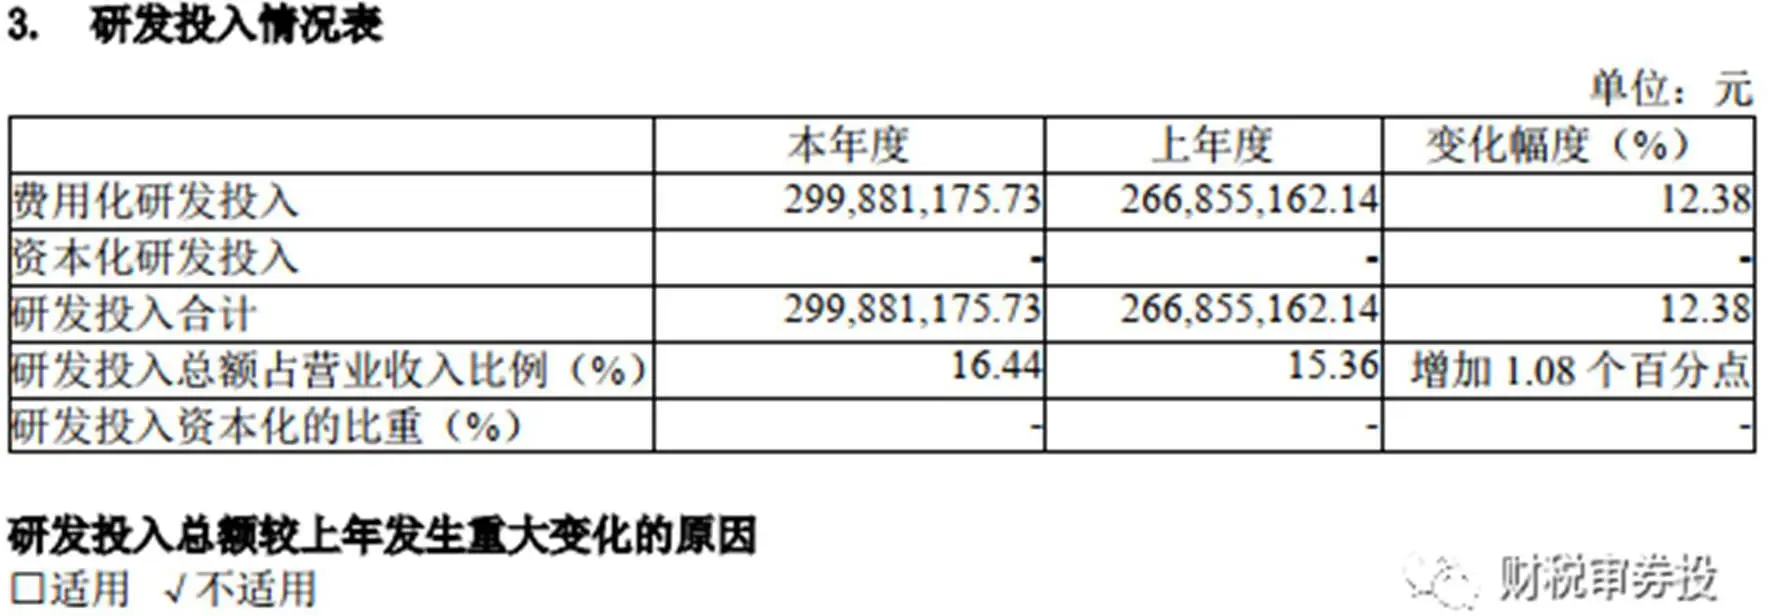 3. 研发投入情况表
单位：元
本年度 上年度 变化幅度（%）
费用化研发投入 299,881,175.73 266,855,162.14 12.38
资本化研发投入 - - -
研发投入合计 299,881,175.73 266,855,162.14 12.38
研发投入总额占营业收入比例（%） 16.44 15.36 增加 1.08 个百分点
研发投入资本化的比重（%） - - -
研发投入总额较上年发生重大变化的原因
□适用 √不适用
财税审券投